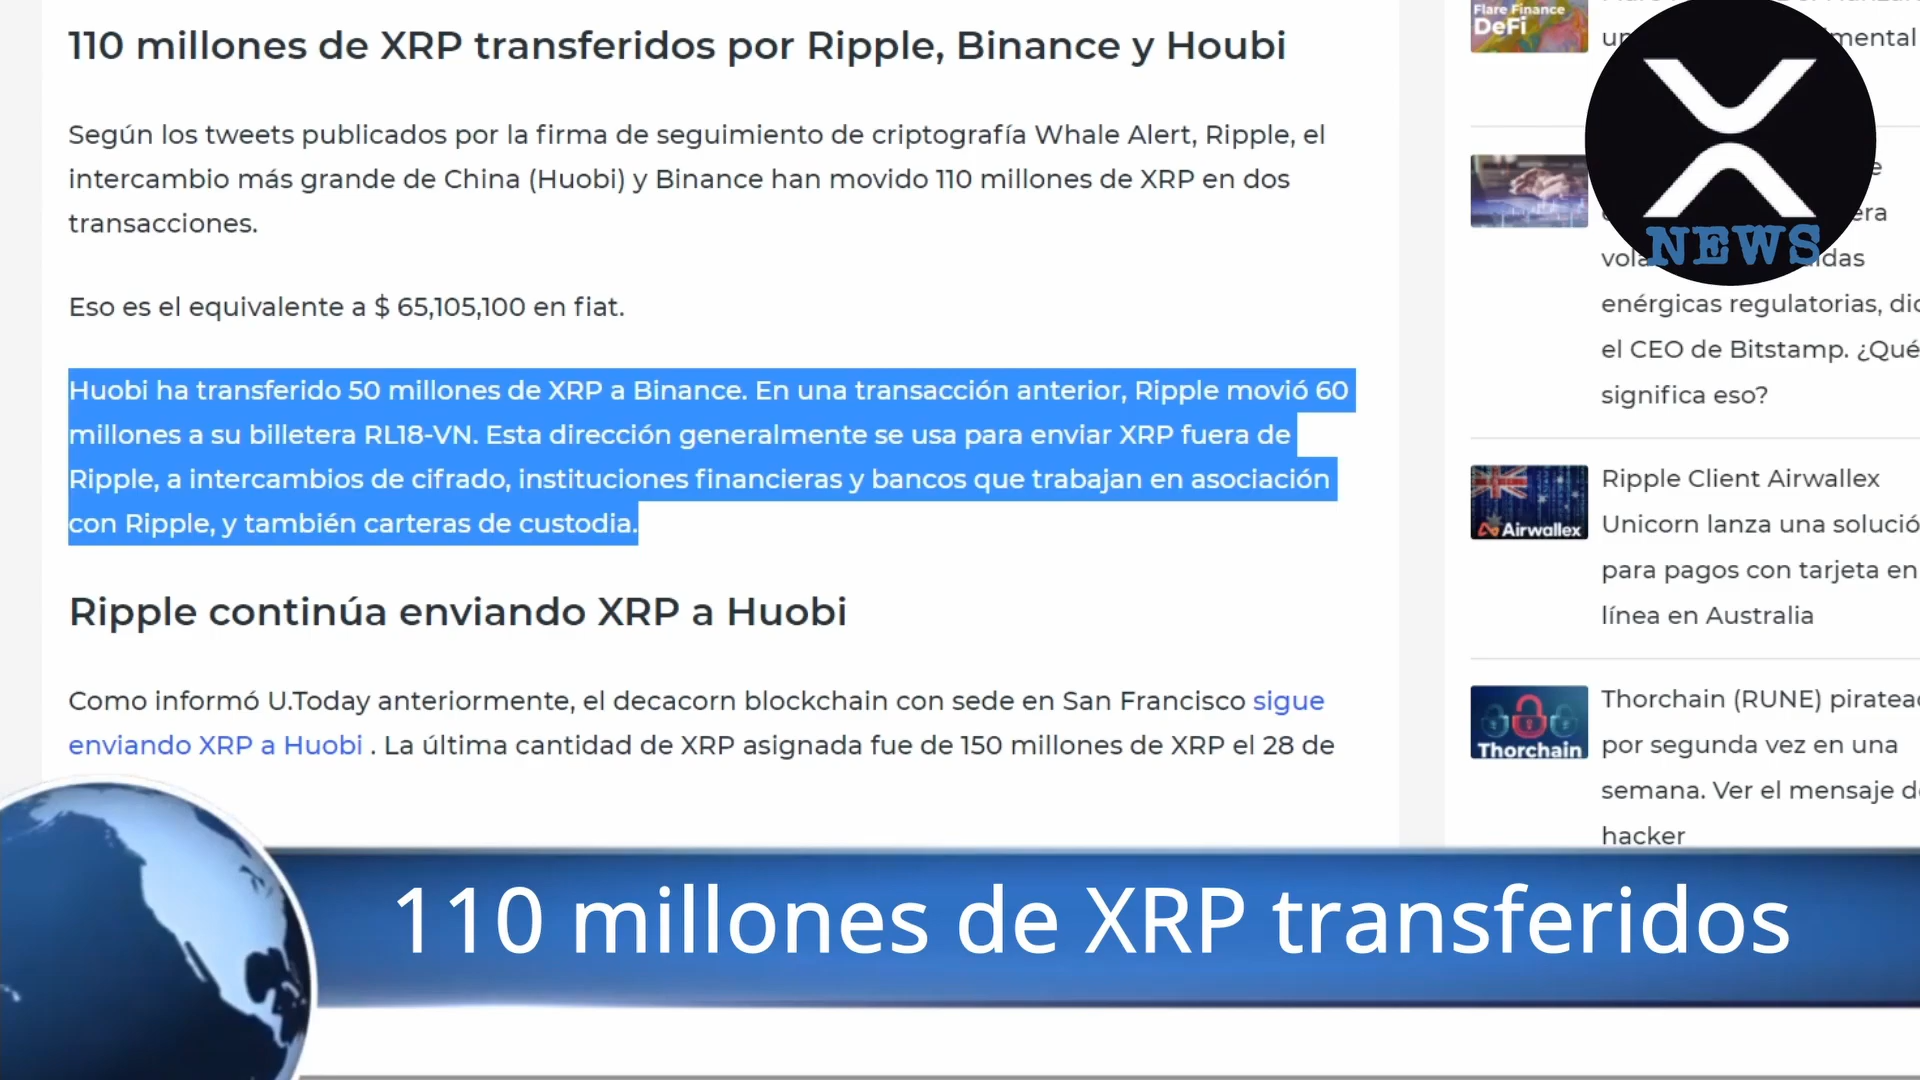 110 millones de XRP transferidos por Ripple, Binance y Houbi
Según los tweets publicados por la firma de seguimiento de criptografía Whale Alert, Ripple, el
intercambio más grande de China (Huobi) y Binance han movido 110 millones de XRP en dos
transacciones.
Eso es el equivalente a $ 65,105,100 en fiat.
Huobi ha transferido 50 millones de XRP a Binance. En una transacción anterior, Ripple movió 60
millones a su billetera RL18-VN. Esta dirección generalmente se usa para enviar XRP fuera de
Ripple, a intercambios de cifrado, instituciones financieras y bancos que trabajan en asociación
con Ripple, y también carteras de custodia.
Ripple continúa enviando XRP a Huobi
Como informó U.Today anteriormente, el decacorn blockchain con sede en San Francisco sigue
enviando XRP a Huobi . La última cantidad de XRP asignada fue de 150 millones de XRP el 28 de
Flare Finance
DeFi
NEWS
enérgicas regulatorias,
el CEO de Bitstamp. ¿Qué
significa eso?
Airwallex
Ripple Client Airwallex
Unicorn lanza una
para pagos con tarjeta en
línea en Australia
Thorchain
Thorchain (RUNE)
por segunda vez en una
semana. Ver el mensaje
hacker
110 millones de XRP transferidos